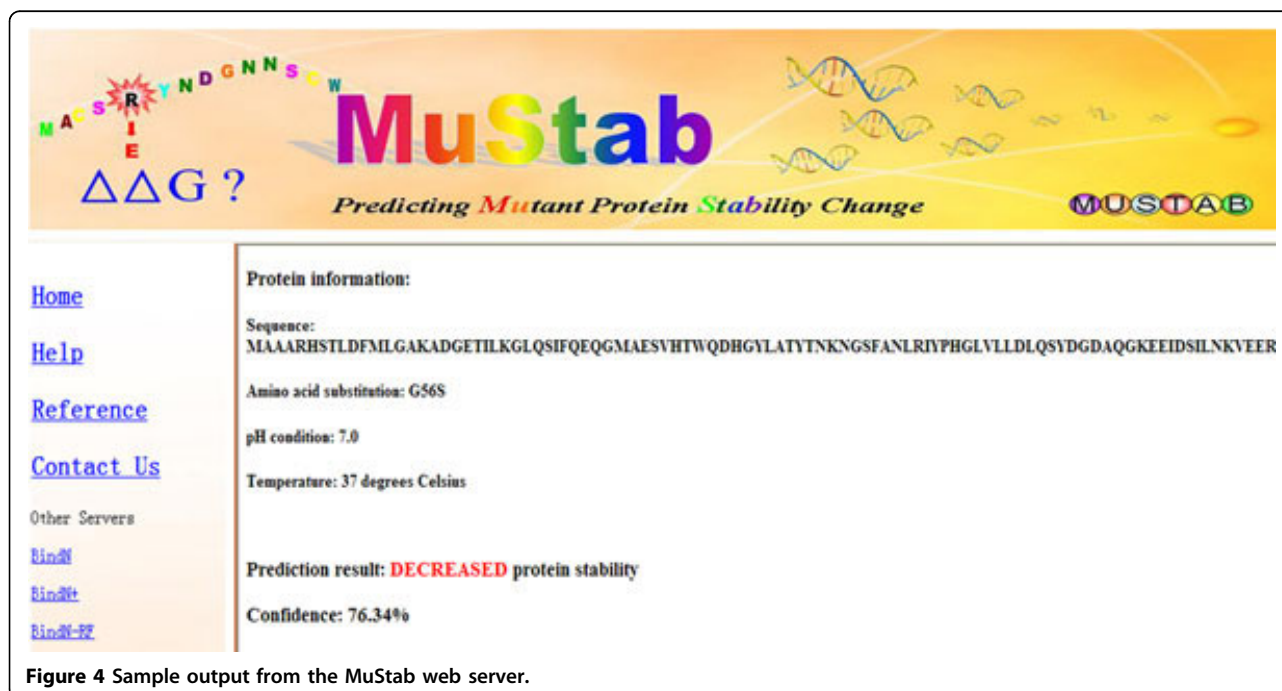 M A C S R Y N D G N N S C W
I
E
ΔΔG ?
MuStab
Predicting Mutant Protein Stability Change
MUSTAB
Home
Help
Reference
Contact Us
Other Servers
BindN
BindN+
BindN-RF
Protein information:
Sequence:
MAAARHSTLDFMLGAKADGETILKGLQSIFQEQGMAESVHTWQDHGYLATYTNKNGSFANLRIYPHGLVLLDLQSYDGDAQGKEEIDSILNKVEER
Amino acid substitution: G56S
pH condition: 7.0
Temperature: 37 degrees Celsius
Prediction result: DECREASED protein stability
Confidence: 76.34%
Figure 4 Sample output from the MuStab web server.